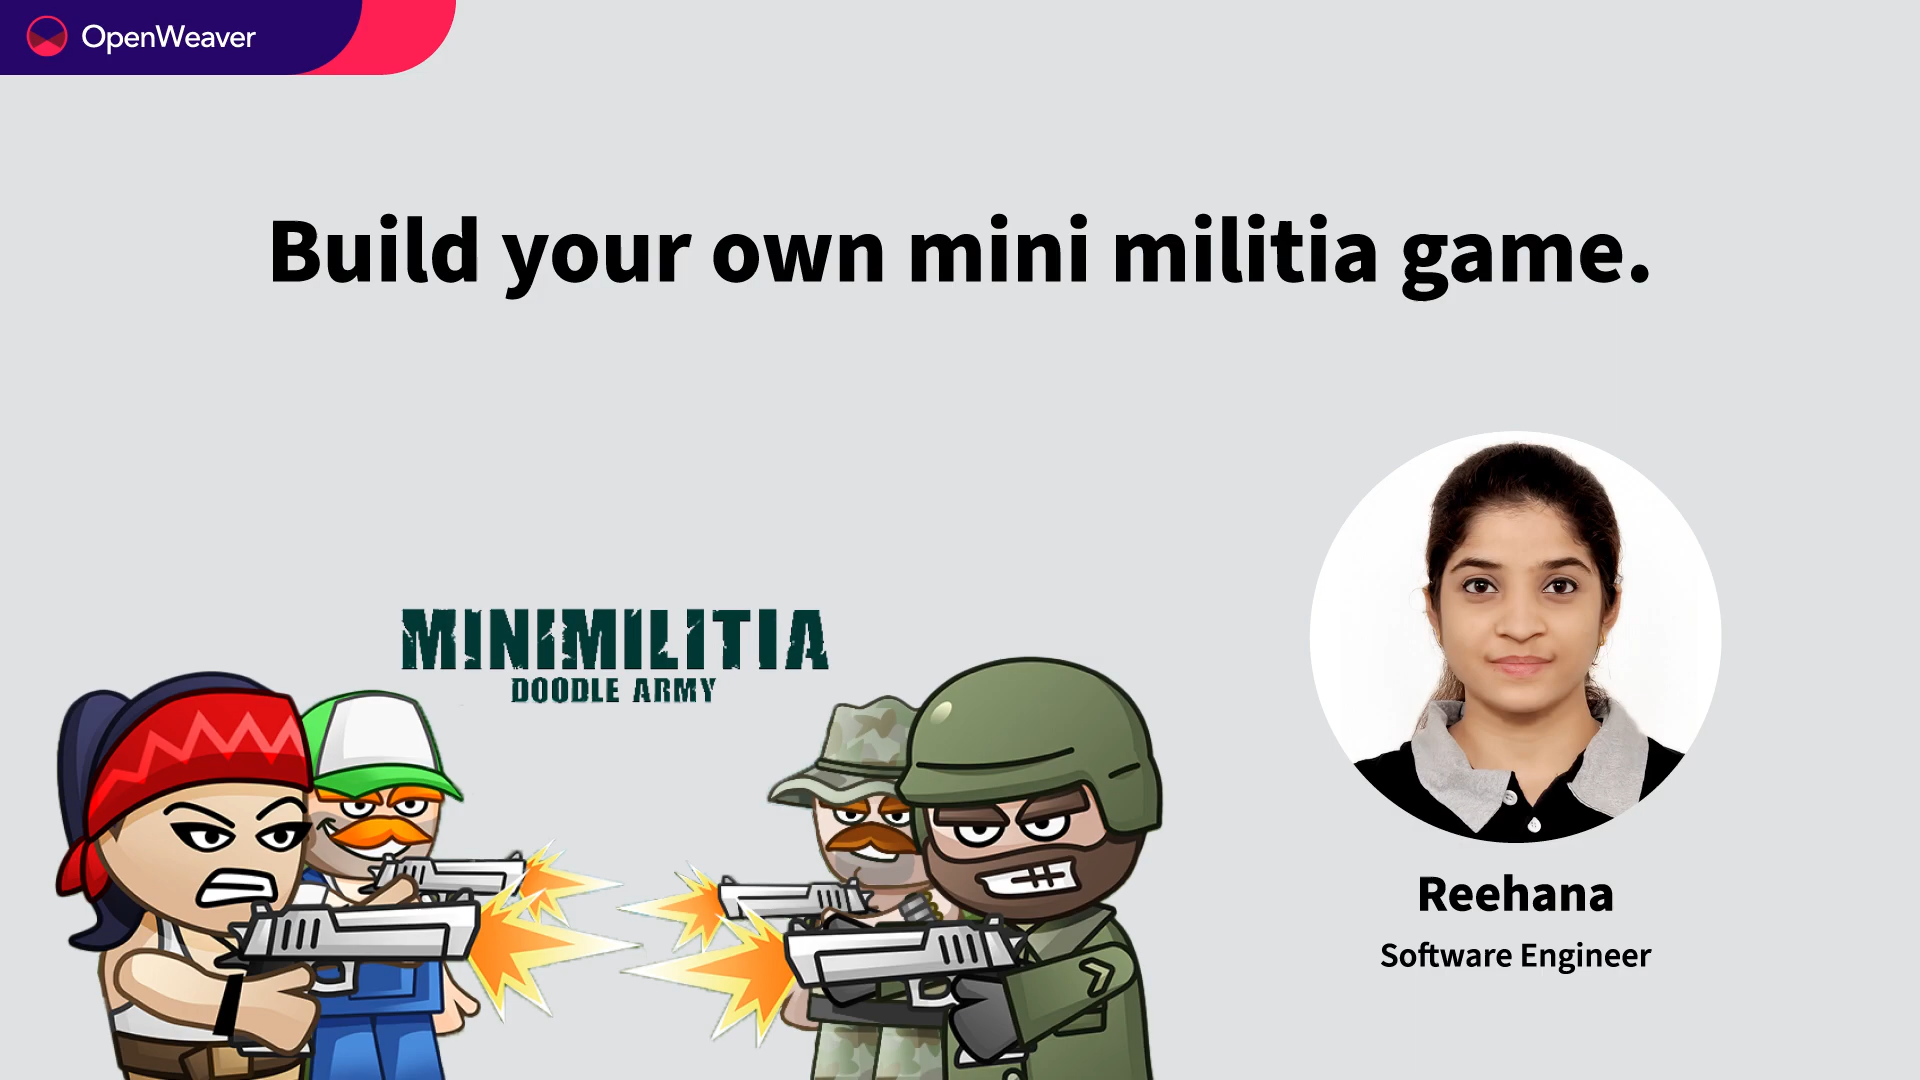 OpenWeaver
Build your own mini militia game.
MINIMILITIA
DOODLE ARMY
Reehana
Software Engineer